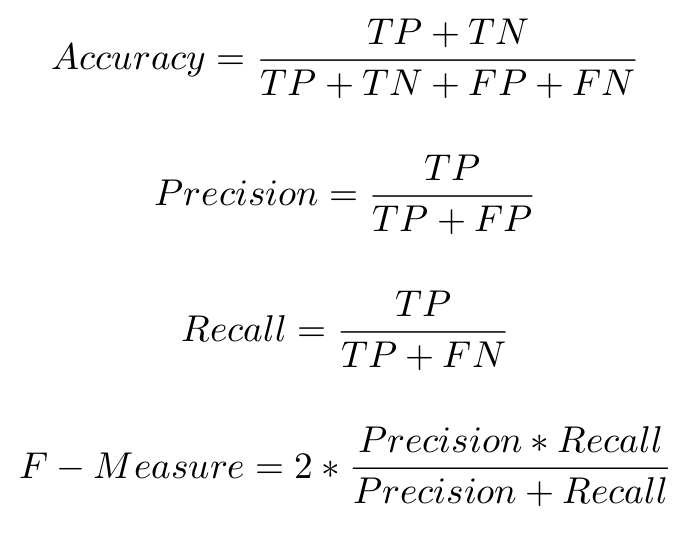 Accuracy = \frac{TP + TN}{TP + TN + FP + FN}
Precision = \frac{TP}{TP + FP}
Recall = \frac{TP}{TP + FN}
F − Measure = 2 * \frac{Precision * Recall}{Precision + Recall}